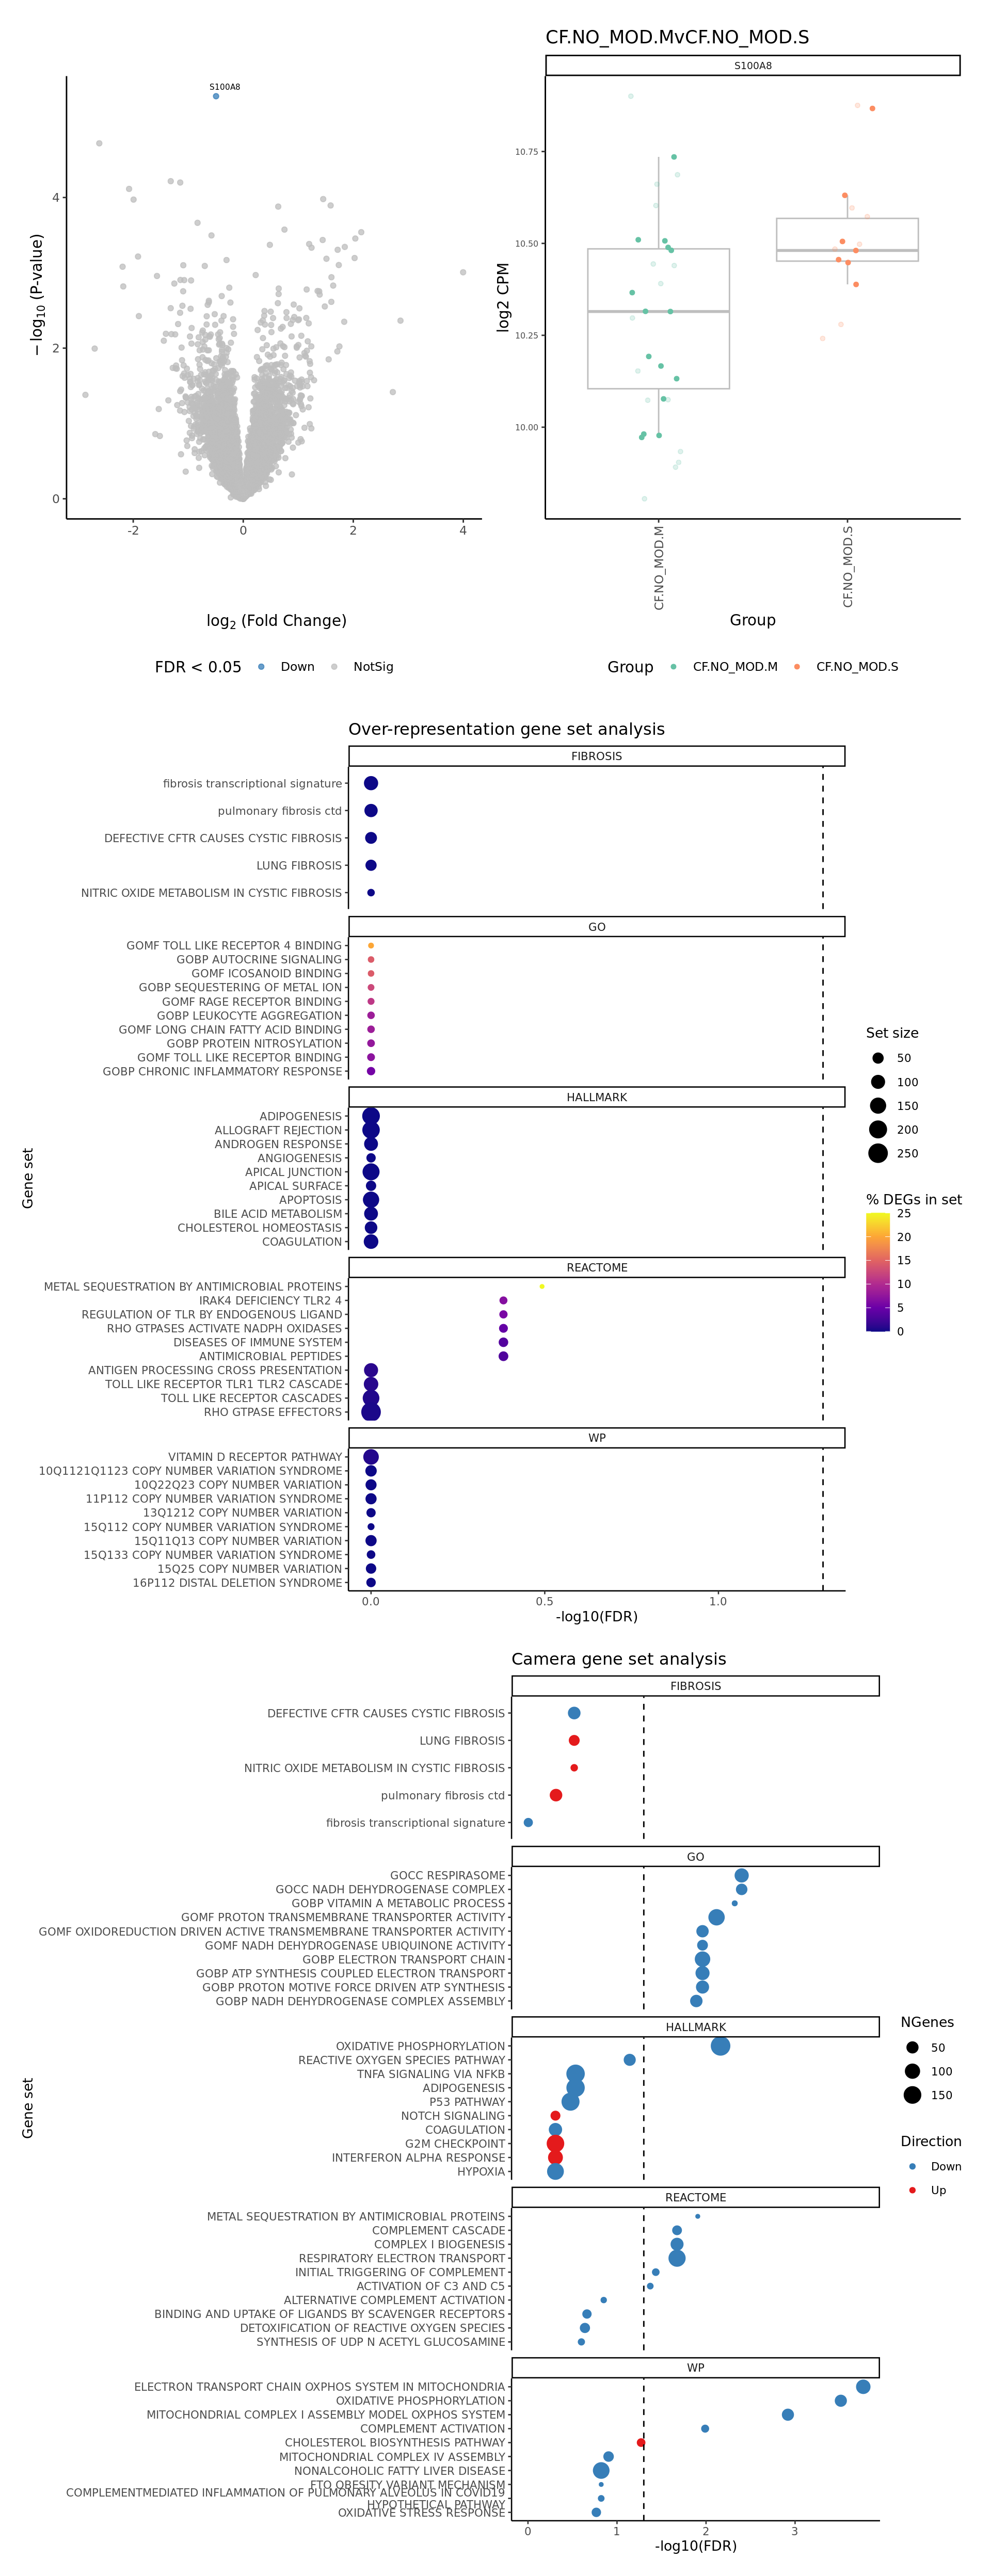 CF.NO_MOD.MvCF.NO_MOD.S
S100A8
S100A8
− log10 (P-value)
4
2
0
-2
0
2
4
log2 (Fold Change)
FDR < 0.05
Down
NotSig
log2 CPM
10.75
10.50
10.25
10.00
CF.NO_MOD.M
CF.NO_MOD.S
Group
Group
CF.NO_MOD.M
CF.NO_MOD.S
Over-representation gene set analysis
Gene set
FIBROSIS
fibrosis transcriptional signature
pulmonary fibrosis ctd
DEFECTIVE CFTR CAUSES CYSTIC FIBROSIS
LUNG FIBROSIS
NITRIC OXIDE METABOLISM IN CYSTIC FIBROSIS
GO
GOMF TOLL LIKE RECEPTOR 4 BINDING
GOBP AUTOCRINE SIGNALING
GOMF ICOSANOID BINDING
GOBP SEQUESTERING OF METAL ION
GOMF RAGE RECEPTOR BINDING
GOBP LEUKOCYTE AGGREGATION
GOMF LONG CHAIN FATTY ACID BINDING
GOBP PROTEIN NITROSYLATION
GOMF TOLL LIKE RECEPTOR BINDING
GOBP CHRONIC INFLAMMATORY RESPONSE
HALLMARK
ADIPOGENESIS
ALLOGRAFT REJECTION
ANDROGEN RESPONSE
ANGIOGENESIS
APICAL JUNCTION
APICAL SURFACE
APOPTOSIS
BILE ACID METABOLISM
CHOLESTEROL HOMEOSTASIS
COAGULATION
REACTOME
METAL SEQUESTRATION BY ANTIMICROBIAL PROTEINS
IRAK4 DEFICIENCY TLR2 4
REGULATION OF TLR BY ENDOGENOUS LIGAND
RHO GTPASES ACTIVATE NADPH OXIDASES
DISEASES OF IMMUNE SYSTEM
ANTIMICROBIAL PEPTIDES
ANTIGEN PROCESSING CROSS PRESENTATION
TOLL LIKE RECEPTOR TLR1 TLR2 CASCADE
TOLL LIKE RECEPTOR CASCADES
RHO GTPASE EFFECTORS
WP
VITAMIN D RECEPTOR PATHWAY
10Q1121Q1123 COPY NUMBER VARIATION SYNDROME
10Q22Q23 COPY NUMBER VARIATION
11P112 COPY NUMBER VARIATION SYNDROME
13Q1212 COPY NUMBER VARIATION
15Q112 COPY NUMBER VARIATION SYNDROME
15Q11Q13 COPY NUMBER VARIATION
15Q133 COPY NUMBER VARIATION SYNDROME
15Q25 COPY NUMBER VARIATION
16P112 DISTAL DELETION SYNDROME
0.0
0.5
1.0
-log10(FDR)
Set size
50
100
150
200
250
% DEGs in set
25
20
15
10
5
0
Camera gene set analysis
Gene set
FIBROSIS
DEFECTIVE CFTR CAUSES CYSTIC FIBROSIS
LUNG FIBROSIS
NITRIC OXIDE METABOLISM IN CYSTIC FIBROSIS
pulmonary fibrosis ctd
fibrosis transcriptional signature
GO
GOCC RESPIRASOME
GOCC NADH DEHYDROGENASE COMPLEX
GOBP VITAMIN A METABOLIC PROCESS
GOMF PROTON TRANSMEMBRANE TRANSPORTER ACTIVITY
GOMF OXIDOREDUCTION DRIVEN ACTIVE TRANSMEMBRANE TRANSPORTER ACTIVITY
GOMF NADH DEHYDROGENASE UBIQUINONE ACTIVITY
GOBP ELECTRON TRANSPORT CHAIN
GOBP ATP SYNTHESIS COUPLED ELECTRON TRANSPORT
GOBP PROTON MOTIVE FORCE DRIVEN ATP SYNTHESIS
GOBP NADH DEHYDROGENASE COMPLEX ASSEMBLY
HALLMARK
OXIDATIVE PHOSPHORYLATION
REACTIVE OXYGEN SPECIES PATHWAY
TNFA SIGNALING VIA NFKB
ADIPOGENESIS
P53 PATHWAY
NOTCH SIGNALING
COAGULATION
G2M CHECKPOINT
INTERFERON ALPHA RESPONSE
HYPOXIA
REACTOME
METAL SEQUESTRATION BY ANTIMICROBIAL PROTEINS
COMPLEMENT CASCADE
COMPLEX I BIOGENESIS
RESPIRATORY ELECTRON TRANSPORT
INITIAL TRIGGERING OF COMPLEMENT
ACTIVATION OF C3 AND C5
ALTERNATIVE COMPLEMENT ACTIVATION
BINDING AND UPTAKE OF LIGANDS BY SCAVENGER RECEPTORS
DETOXIFICATION OF REACTIVE OXYGEN SPECIES
SYNTHESIS OF UDP N ACETYL GLUCOSAMINE
WP
ELECTRON TRANSPORT CHAIN OXPHOS SYSTEM IN MITOCHONDRIA
OXIDATIVE PHOSPHORYLATION
MITOCHONDRIAL COMPLEX I ASSEMBLY MODEL OXPHOS SYSTEM
COMPLEMENT ACTIVATION
CHOLESTEROL BIOSYNTHESIS PATHWAY
MITOCHONDRIAL COMPLEX IV ASSEMBLY
NONALCOHOLIC FATTY LIVER DISEASE
FTO OBESITY VARIANT MECHANISM
COMPLEMENTMEDIATED INFLAMMATION OF PULMONARY ALVEOLUS IN COVID19
HYPOTHETICAL PATHWAY
OXIDATIVE STRESS RESPONSE
0
1
2
3
-log10(FDR)
NGenes
50
100
150
Direction
Down
Up